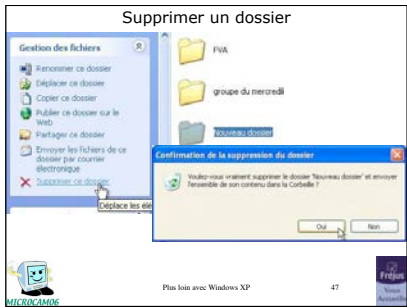 Supprimer un dossier
Gestion des fichiers
Renommer ce dossier
Déplacer ce dossier
Copier ce dossier
Publier ce dossier sur le
Web
Partager ce dossier
Envoyer les fichiers de ce
dossier par courrier
électronique
Supprimer ce dossier
Déplace les élé
FVA
groupe du mercredi
Nouveau dossier
Confirmation de la suppression du dossier
Voulez-vous vraiment supprimer le dossier 'Nouveau dossier' et envoyer
l'ensemble de son contenu dans la Corbeille ?
Oui
Non
MICROCAM06
Plus loin avec Windows XP
47
Fréjus
Vous
Accueille